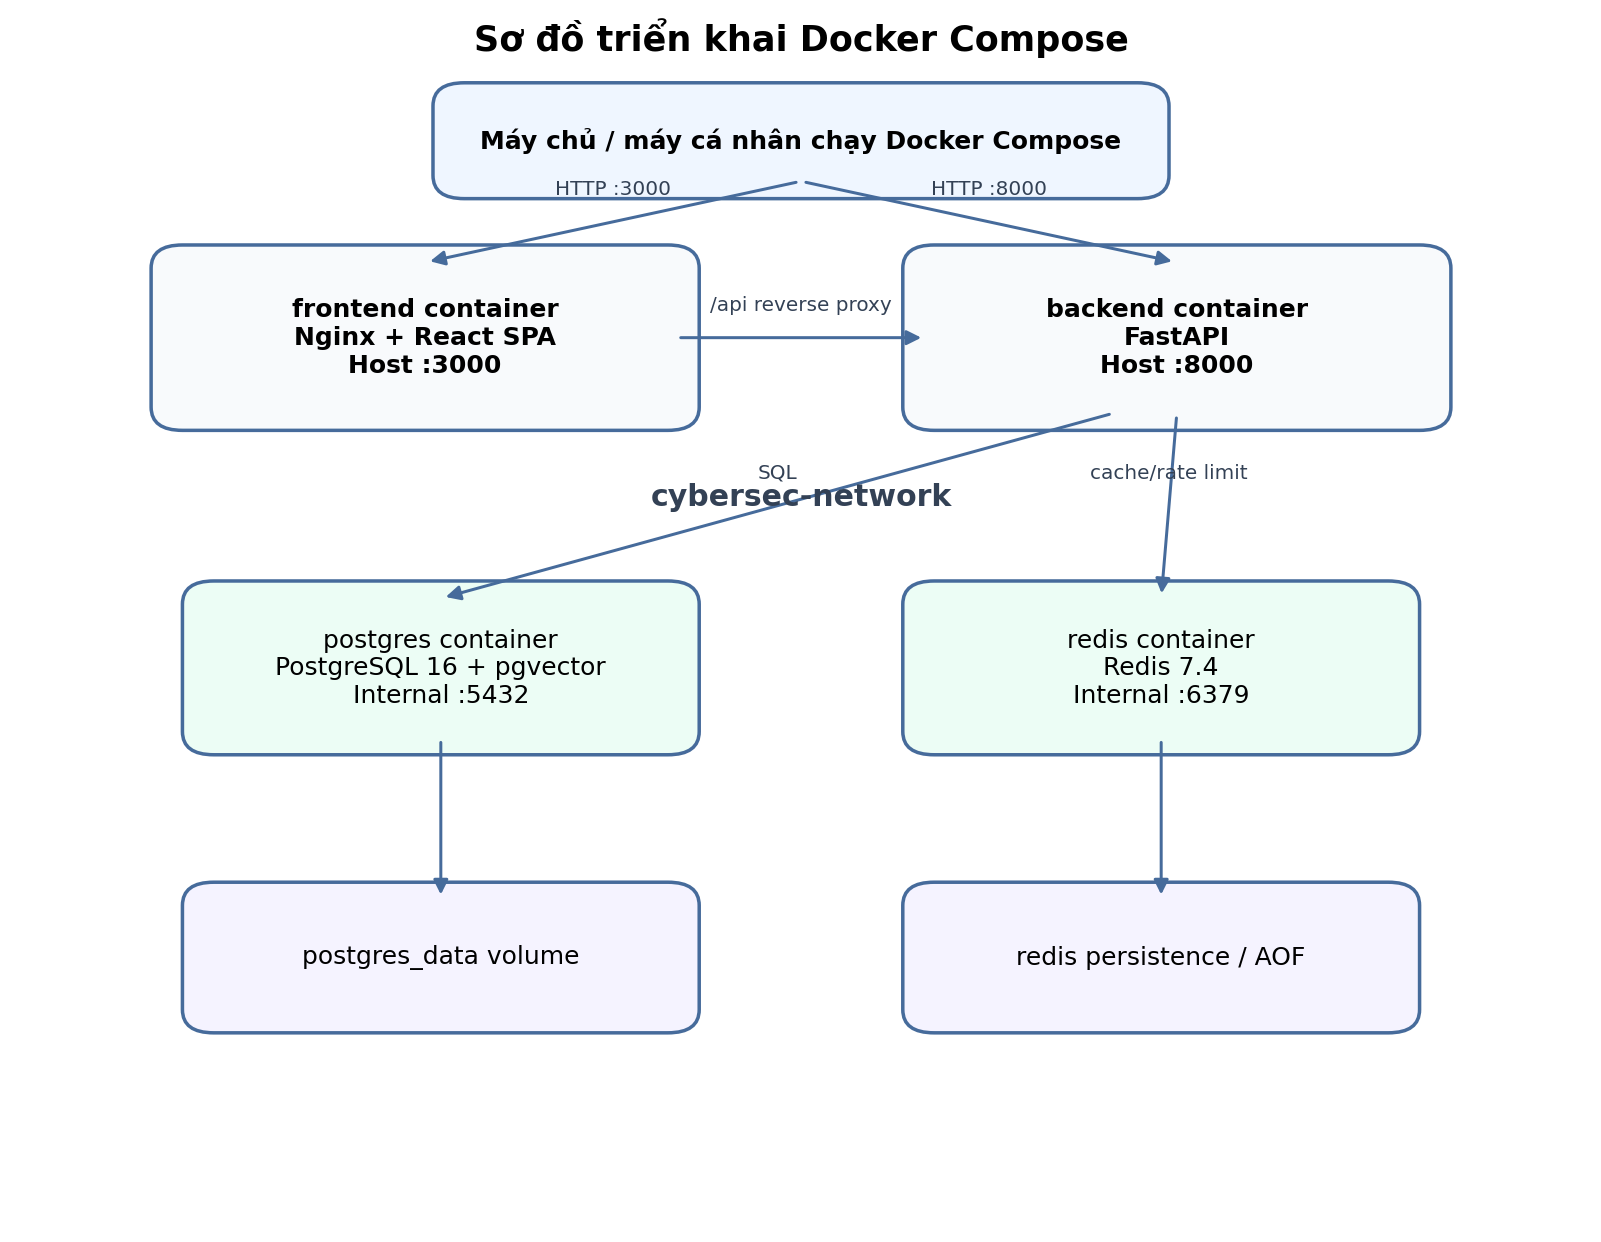 Sơ đồ triển khai Docker Compose
Máy chủ / máy cá nhân chạy Docker Compose
HTTP :3000
HTTP :8000
frontend container
Nginx + React SPA
Host :3000
/api reverse proxy
backend container
FastAPI
Host :8000
SQL
cache/rate limit
cybersec-network
postgres container
PostgreSQL 16 + pgvector
Internal :5432
redis container
Redis 7.4
Internal :6379
postgres_data volume
redis persistence / AOF